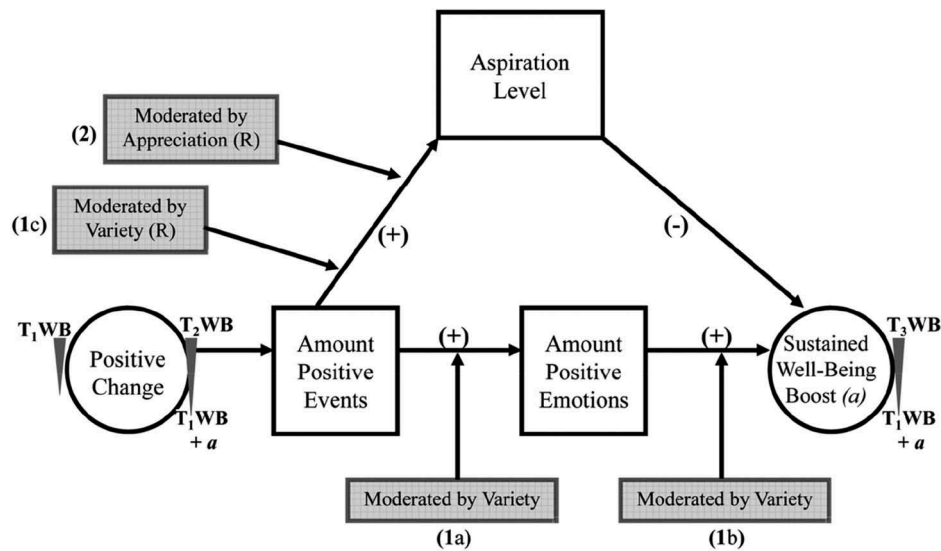 Aspiration
Level
(2)
Moderated by
Appreciation (R)
(1c)
Moderated by
Variety (R)
(+)
(-)
T₁WB
Positive
Change
T₂WB
T₁WB
+ a
Amount
Positive
Events
(+)
Amount
Positive
Emotions
(+)
Sustained
Well-Being
Boost (a)
T₃WB
T₁WB
+ a
Moderated by Variety
(1a)
Moderated by Variety
(1b)